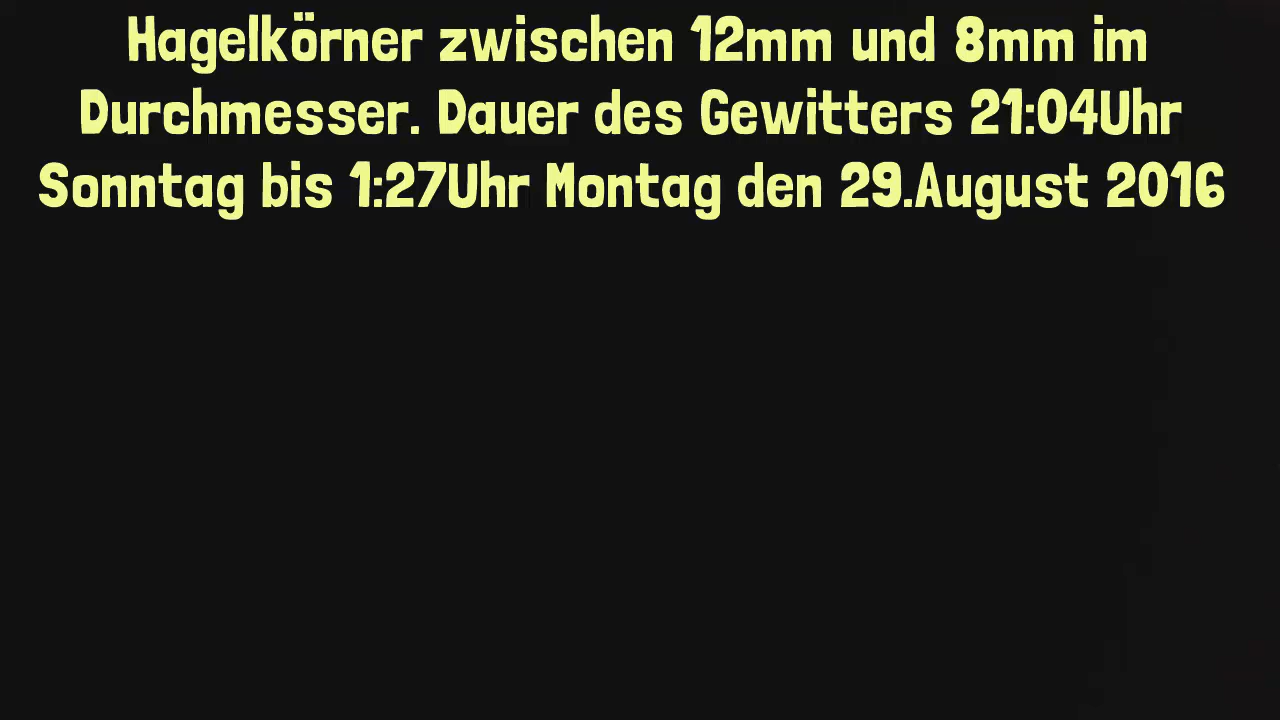 Hagelkörner zwischen 12mm und 8mm im
Durchmesser. Dauer des Gewitters 21:04Uhr
Sonntag bis 1:27Uhr Montag den 29.August 2016